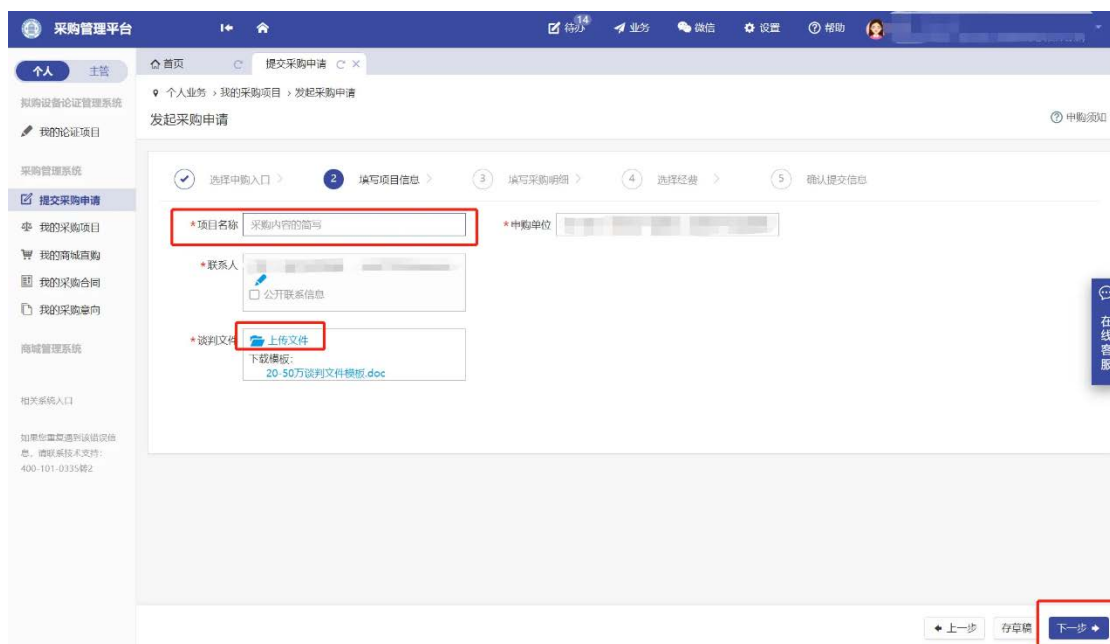 采购管理平台
待办 14 业务 微信 设置 帮助
个人 主管
首页 提交采购申请
个人业务 › 我的采购项目 › 发起采购申请
发起采购申请
申购须知
拟购设备论证管理系统
我的论证项目
采购管理系统
提交采购申请
我的采购项目
我的商城直购
我的采购合同
我的采购意向
商城管理系统
相关系统入口
如果您重复遇到该错误信
息，请联系技术支持：
400-101-0335转2
选择申购入口 2 填写项目信息 3 填写采购明细 4 选择经费 5 确认提交信息
*项目名称 采购内容的简写 *申购单位
*联系人
公开联系信息
*谈判文件 上传文件
下载模板：
20-50万谈判文件模板.doc
在线客服
上一步 存草稿 下一步